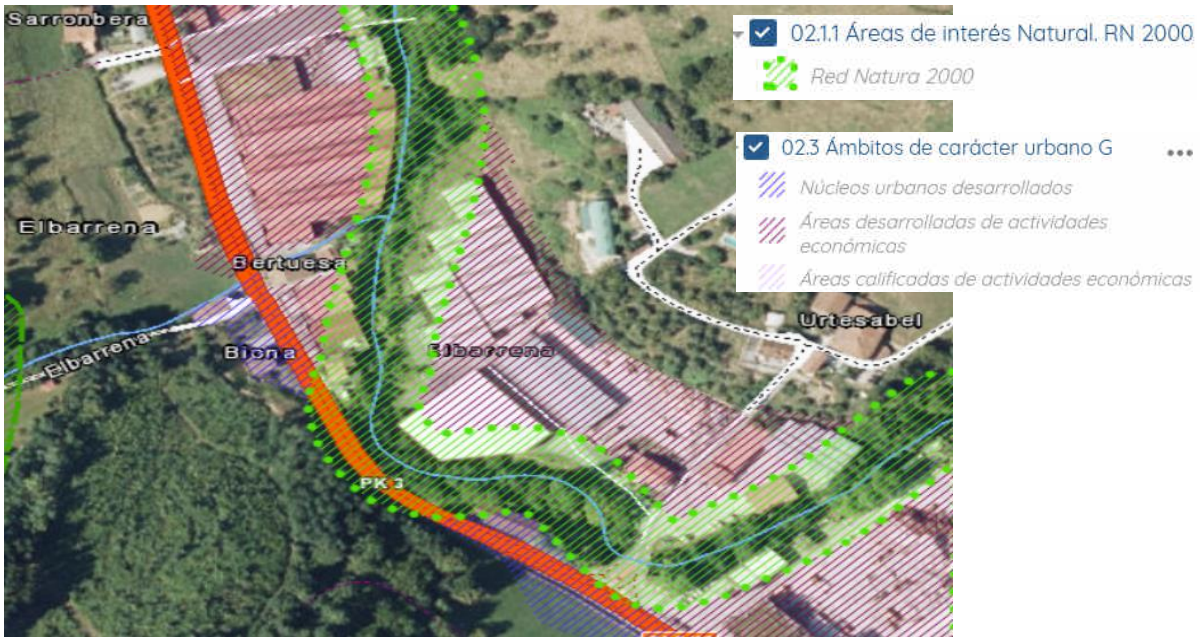 Sarronbera
02.1.1 Áreas de interés Natural. RN 2000
Red Natura 2000
02.3 Ámbitos de carácter urbano G
Núcleos urbanos desarrollados
Áreas desarrolladas de actividades
económicas
Áreas calificadas de actividades económicas
Elbarrena
Bertuesa
Urtesabel
Elbarrena
Biona
Elbarrena
PK 3